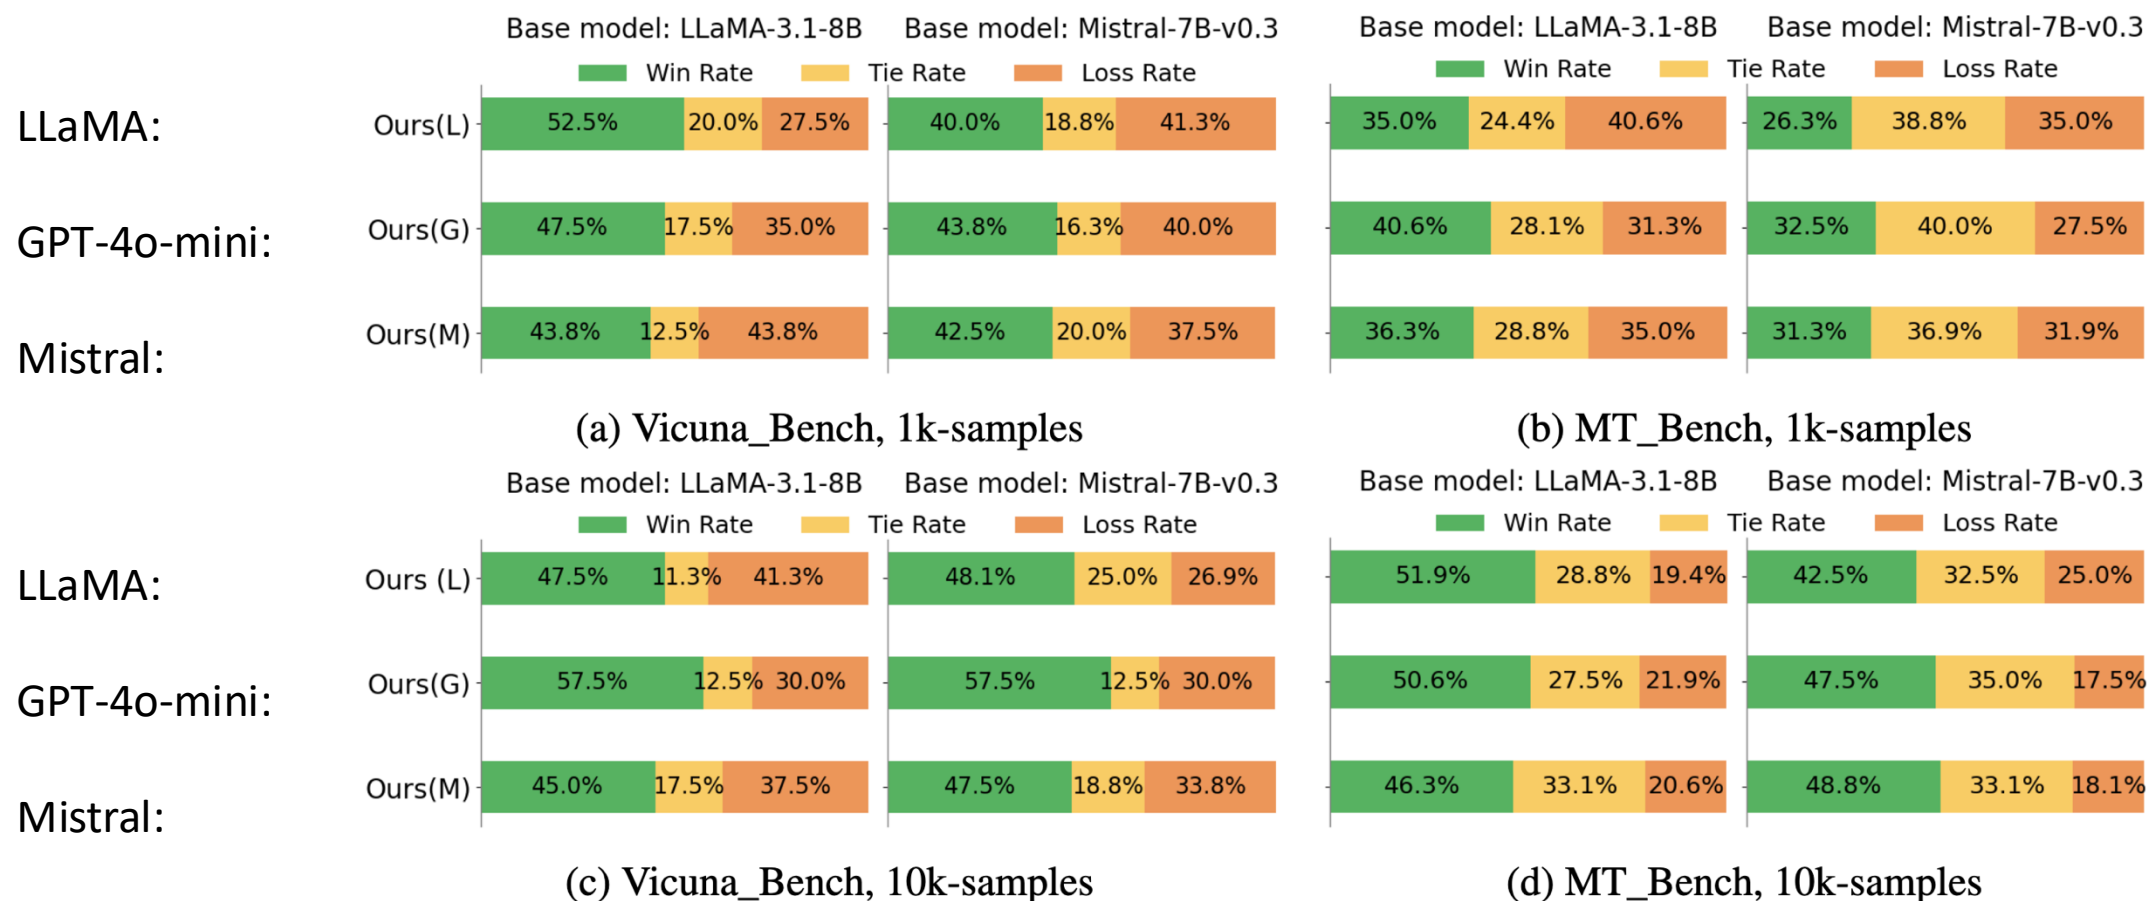 Base model: LLaMA-3.1-8B Base model: Mistral-7B-v0.3
Win Rate Tie Rate Loss Rate
LLaMA:
Ours(L) 52.5% 20.0% 27.5% 40.0% 18.8% 41.3%
GPT-4o-mini:
Ours(G) 47.5% 17.5% 35.0% 43.8% 16.3% 40.0%
Mistral:
Ours(M) 43.8% 12.5% 43.8% 42.5% 20.0% 37.5%
(a) Vicuna_Bench, 1k-samples
Base model: LLaMA-3.1-8B Base model: Mistral-7B-v0.3
Win Rate Tie Rate Loss Rate
35.0% 24.4% 40.6% 26.3% 38.8% 35.0%
40.6% 28.1% 31.3% 32.5% 40.0% 27.5%
36.3% 28.8% 35.0% 31.3% 36.9% 31.9%
(b) MT_Bench, 1k-samples
Base model: LLaMA-3.1-8B Base model: Mistral-7B-v0.3
Win Rate Tie Rate Loss Rate
LLaMA:
Ours (L) 47.5% 11.3% 41.3% 48.1% 25.0% 26.9%
GPT-4o-mini:
Ours(G) 57.5% 12.5% 30.0% 57.5% 12.5% 30.0%
Mistral:
Ours(M) 45.0% 17.5% 37.5% 47.5% 18.8% 33.8%
(c) Vicuna_Bench, 10k-samples
Base model: LLaMA-3.1-8B Base model: Mistral-7B-v0.3
Win Rate Tie Rate Loss Rate
51.9% 28.8% 19.4% 42.5% 32.5% 25.0%
50.6% 27.5% 21.9% 47.5% 35.0% 17.5%
46.3% 33.1% 20.6% 48.8% 33.1% 18.1%
(d) MT_Bench, 10k-samples